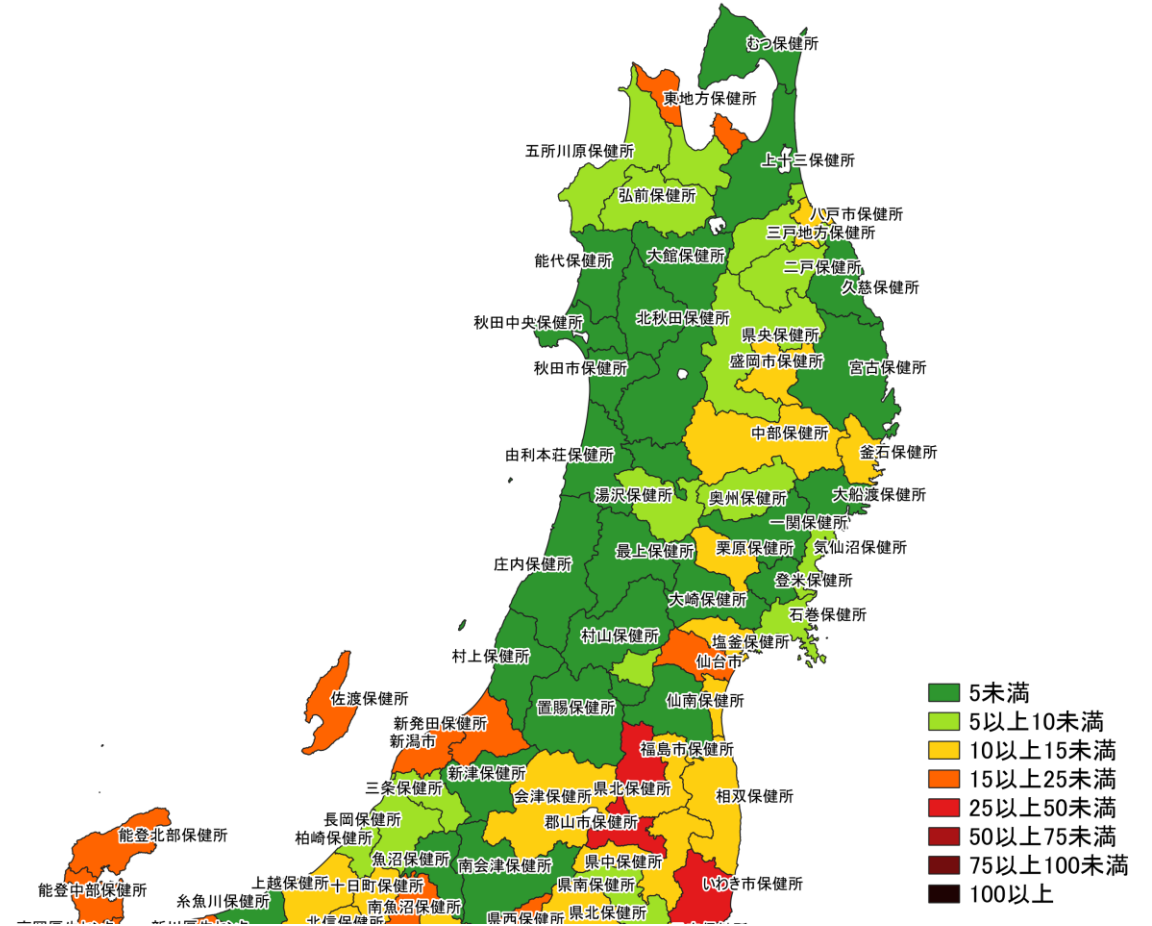 むつ保健所
東地方保健所
五所川原保健所
上十三保健所
弘前保健所
八戸市保健所
三戸地方保健所
大館保健所
能代保健所
二戸保健所
久慈保健所
北秋田保健所
秋田中央保健所
県央保健所
盛岡市保健所
秋田市保健所
宮古保健所
中部保健所
釜石保健所
由利本荘保健所
湯沢保健所
奥州保健所
大船渡保健所
一関保健所
最上保健所
栗原保健所
気仙沼保健所
庄内保健所
登米保健所
大崎保健所
石巻保健所
村山保健所
塩釜保健所
村上保健所
仙台市
佐渡保健所
置賜保健所
仙南保健所
新発田保健所
新潟市
福島市保健所
新津保健所
三条保健所
会津保健所
県北保健所
相双保健所
長岡保健所
郡山市保健所
能登北部保健所
柏崎保健所
魚沼保健所
南会津保健所
県中保健所
上越保健所
十日町保健所
県南保健所
いわき市保健所
能登中部保健所
糸魚川保健所
南魚沼保健所
県西保健所
県北保健所
北信保健所
5未満
5以上10未満
10以上15未満
15以上25未満
25以上50未満
50以上75未満
75以上100未満
100以上